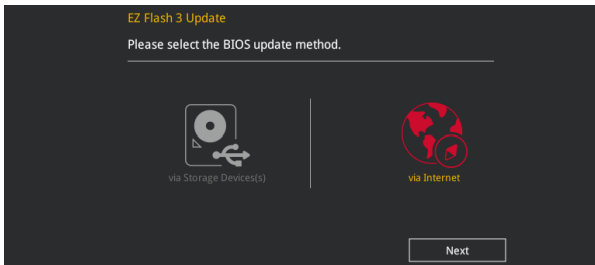 EZ Flash 3 Update
Please select the BIOS update method.
via Storage Devices(s)
via Internet
Next